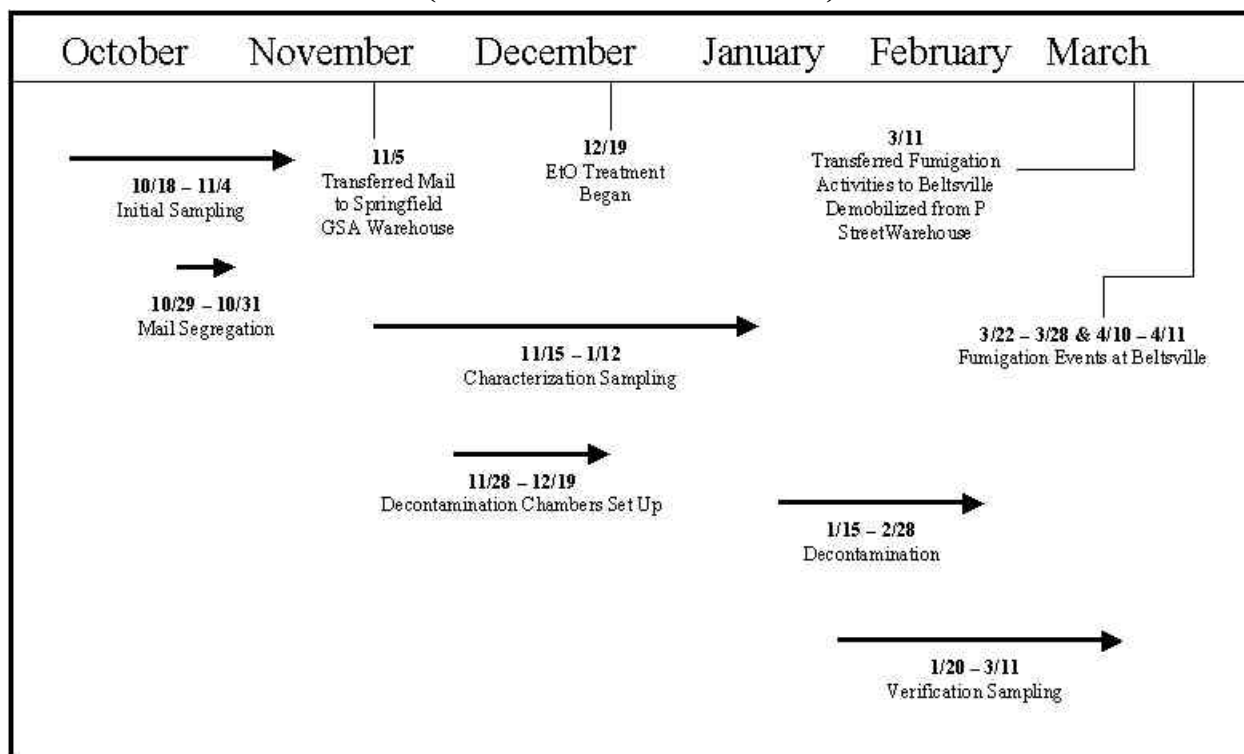 October November December January February March
10/18 – 11/4
Initial Sampling
11/5
Transferred Mail
to Springfield
GSA Warehouse
12/19
EtO Treatment
Began
3/11
Transferred Fumigation
Activities to Beltsville
Demobilized from P
StreetWarehouse
10/29 – 10/31
Mail Segregation
11/15 – 1/12
Characterization Sampling
3/22 – 3/28 & 4/10 – 4/11
Fumigation Events at Beltsville
11/28 – 12/19
Decontamination Chambers Set Up
1/15 – 2/28
Decontamination
1/20 – 3/11
Verification Sampling